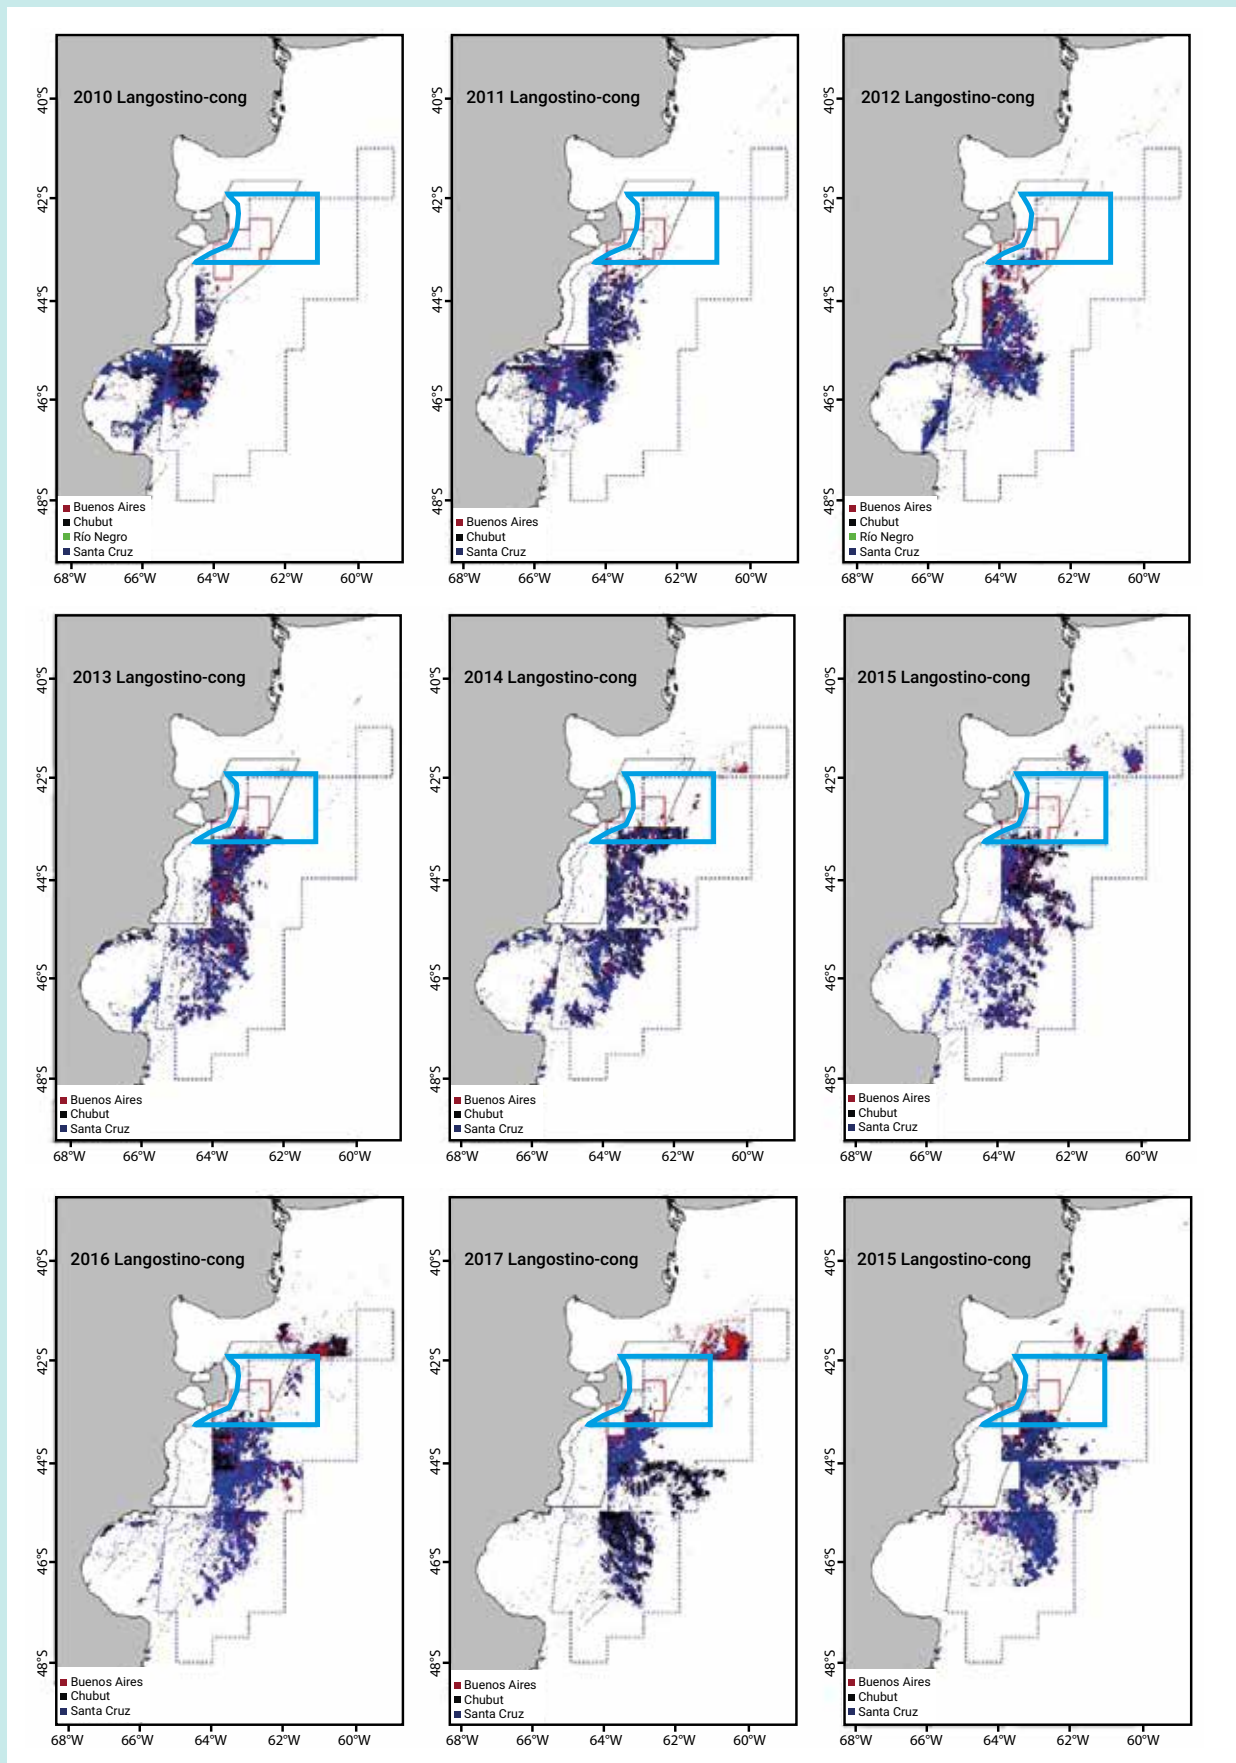 2010 Langostino-cong
40°S
42°S
44°S
46°S
48°S
Buenos Aires
Chubut
Río Negro
Santa Cruz
68°W 66°W 64°W 62°W 60°W
2011 Langostino-cong
40°S
42°S
44°S
46°S
48°S
Buenos Aires
Chubut
Santa Cruz
68°W 66°W 64°W 62°W 60°W
2012 Langostino-cong
40°S
42°S
44°S
46°S
48°S
Buenos Aires
Chubut
Río Negro
Santa Cruz
68°W 66°W 64°W 62°W 60°W
2013 Langostino-cong
40°S
42°S
44°S
46°S
48°S
Buenos Aires
Chubut
Santa Cruz
68°W 66°W 64°W 62°W 60°W
2014 Langostino-cong
40°S
42°S
44°S
46°S
48°S
Buenos Aires
Chubut
Santa Cruz
68°W 66°W 64°W 62°W 60°W
2015 Langostino-cong
40°S
42°S
44°S
46°S
48°S
Buenos Aires
Chubut
Santa Cruz
68°W 66°W 64°W 62°W 60°W
2016 Langostino-cong
40°S
42°S
44°S
46°S
48°S
Buenos Aires
Chubut
Santa Cruz
68°W 66°W 64°W 62°W 60°W
2017 Langostino-cong
40°S
42°S
44°S
46°S
48°S
Buenos Aires
Chubut
Santa Cruz
68°W 66°W 64°W 62°W 60°W
2015 Langostino-cong
40°S
42°S
44°S
46°S
48°S
Buenos Aires
Chubut
Santa Cruz
68°W 66°W 64°W 62°W 60°W